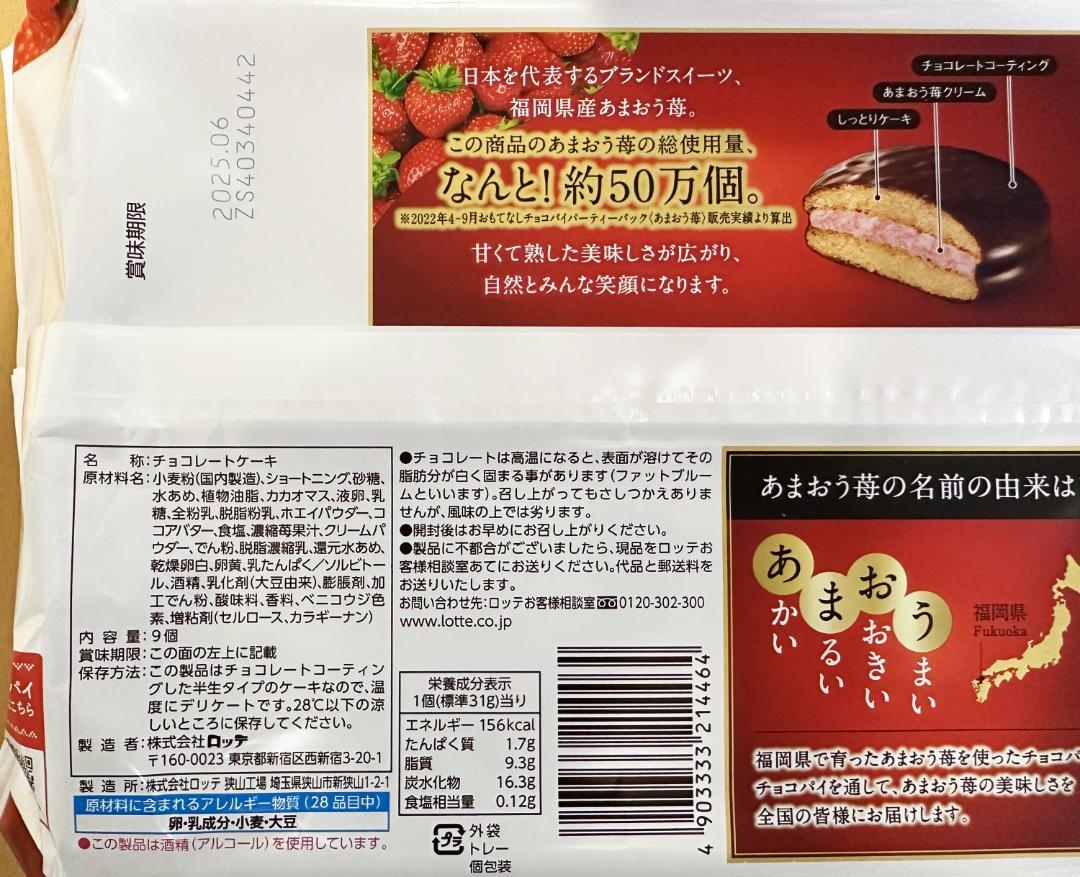 賞味期限
2025.06
ZS40340442
日本を代表するブランドスイーツ、
福岡県産あまおう苺。
この商品のあまおう苺の総使用量、
なんと!約50万個。
※2022年4-9月おもてなしチョコパイパーティーパック〈あまおう苺〉販売実績より算出
甘くて熟した美味しさが広がり、
自然とみんな笑顔になります。
チョコレートコーティング
あまおう苺クリーム
しっとりケーキ
名 称:チョコレートケーキ
原材料名:小麦粉(国内製造)、ショートニング、砂糖、
水あめ、植物油脂、カカオマス、液卵、乳
糖、全粉乳、脱脂粉乳、ホエイパウダー、コ
コアバター、食塩、濃縮苺果汁、クリームパ
ウダー、でん粉、脱脂濃縮乳、還元水あめ、
乾燥卵白、卵黄、乳たんぱく/ソルビトー
ル、酒精、乳化剤(大豆由来)、膨脹剤、加
工でん粉、酸味料、香料、ベニコウジ色
素、増粘剤(セルロース、カラギーナン)
内 容 量:9個
賞味期限:この面の左上に記載
保存方法:この製品はチョコレートコーティン
グした半生タイプのケーキなので、温
度にデリケートです。28℃以下の涼
しいところに保存してください。
製 造 者:株式会社ロッテ
〒160-0023 東京都新宿区西新宿3-20-1
製 造 所:株式会社ロッテ 狭山工場 埼玉県狭山市新狭山1-2-1
原材料に含まれるアレルギー物質(28品目中)
卵・乳成分・小麦・大豆
●この製品は酒精(アルコール)を使用しています。
●チョコレートは高温になると、表面が溶けてその
脂肪分が白く固まる事があります(ファットブルー
ムといいます)。召し上がってもさしつかえありま
せんが、風味の上では劣ります。
●開封後はお早めにお召し上がりください。
●製品に不都合がございましたら、現品をロッテお
客様相談室あてにお送りください。代品と郵送料を
お送りいたします。
お問い合わせ先:ロッテお客様相談室 0120-302-300
www.lotte.co.jp
栄養成分表示
1個(標準31g)当り
エネルギー 156kcal
たんぱく質 1.7g
脂質 9.3g
炭水化物 16.3g
食塩相当量 0.12g
プラ
外袋
トレー
個包装
4 903333 214464
あまおう苺の名前の由来は
あかい
まるい
おおきい
うまい
福岡県
Fukuoka
福岡県で育ったあまおう苺を使ったチョコパ
チョコパイを通して、あまおう苺の美味しさを
全国の皆様にお届けします。
パイ
こちら